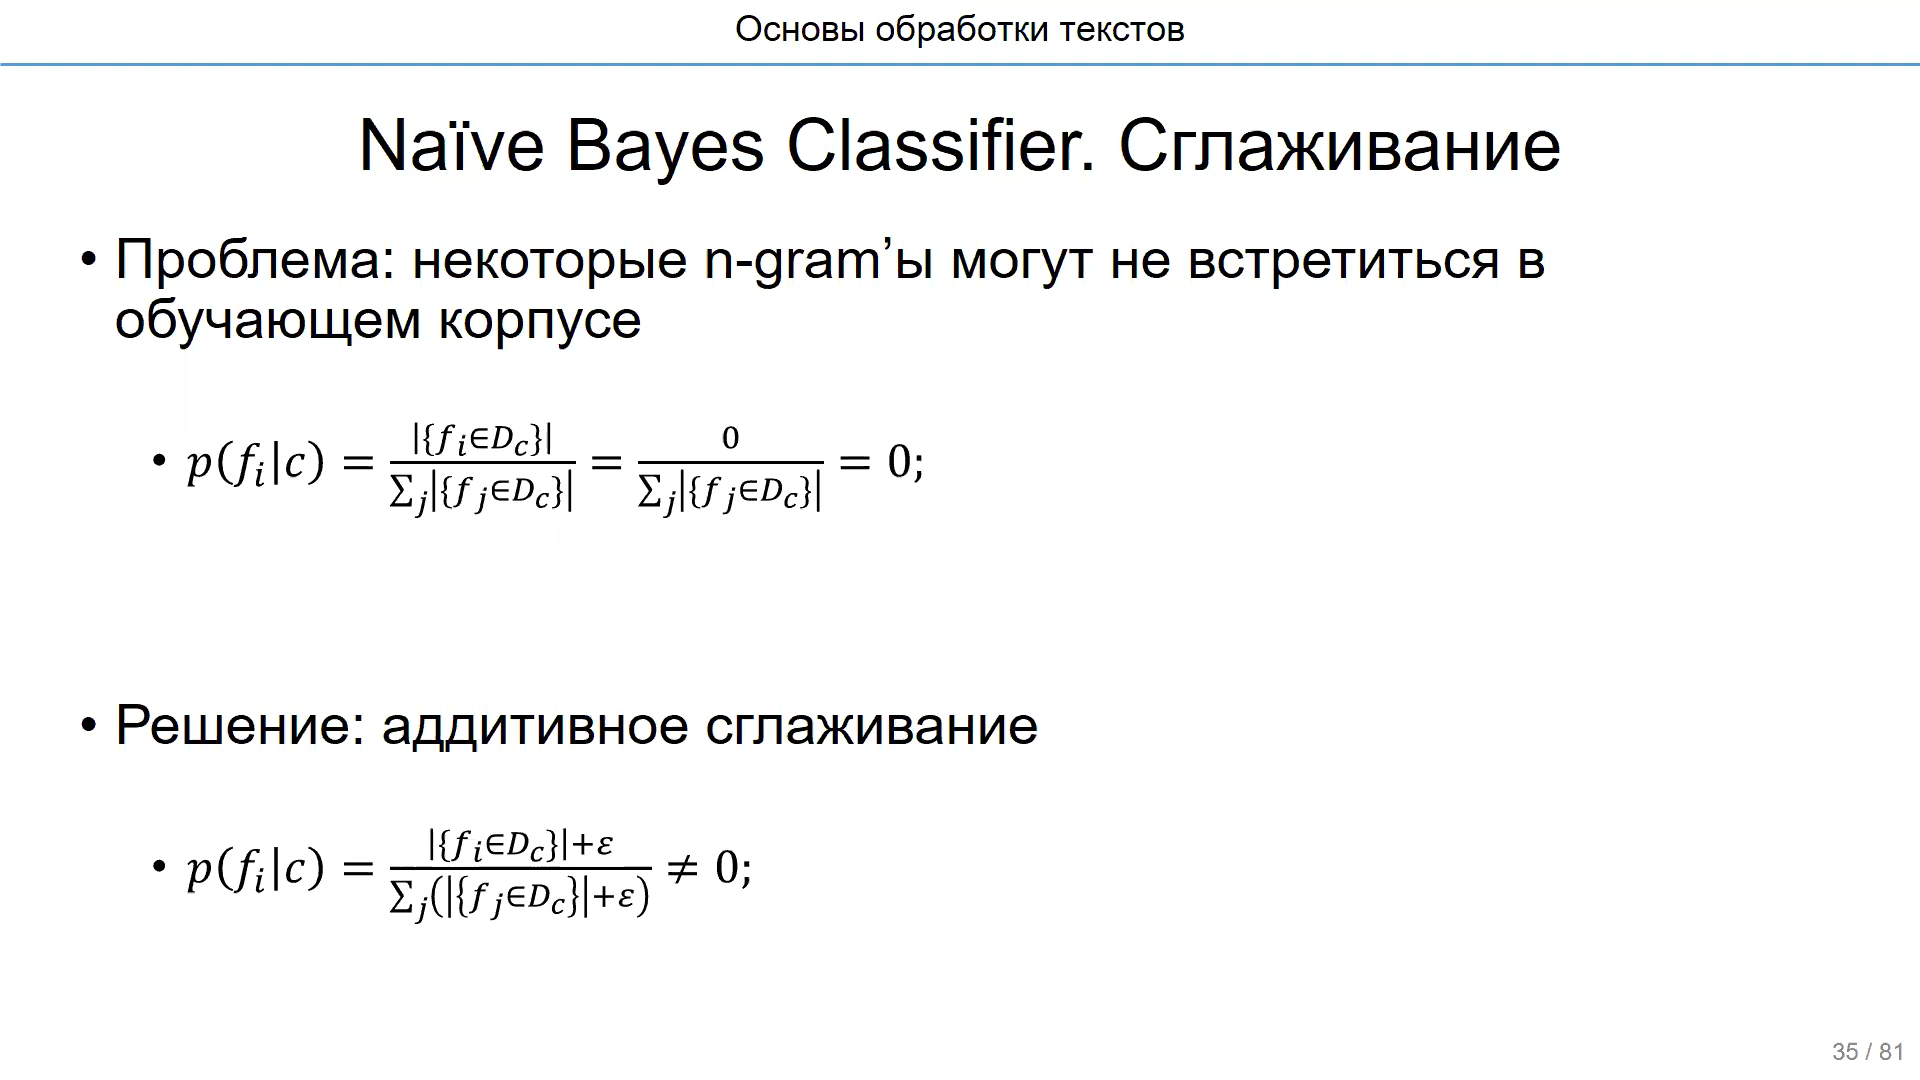 Основы обработки текстов
Naïve Bayes Classifier. Сглаживание
• Проблема: некоторые n-gram’ы могут не встретиться в
обучающем корпусе
• p(f_i|c) = |{f_i∈D_c}| / ∑_j|{f_j∈D_c}| = 0 / ∑_j|{f_j∈D_c}| = 0;
• Решение: аддитивное сглаживание
• p(f_i|c) = (|{f_i∈D_c}|+ε) / ∑_j(|{f_j∈D_c}|+ε) ≠ 0;
35 / 81